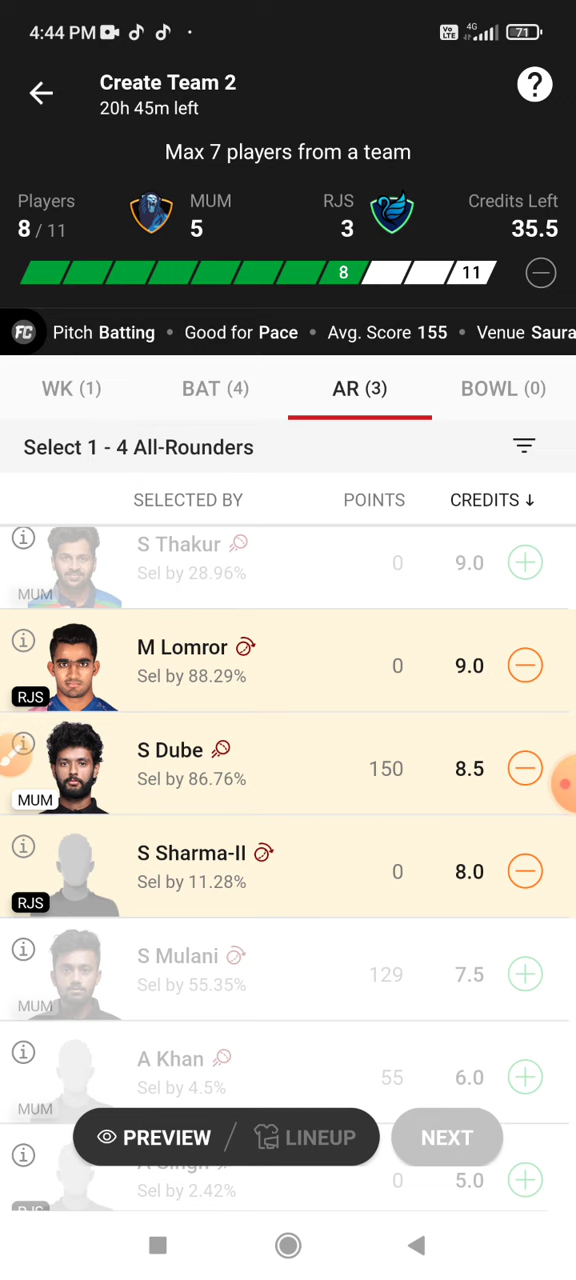 4:44 PM
Vo LTE 4G 71
Create Team 2
20h 45m left
?
Max 7 players from a team
Players
8 / 11
MUM
5
RJS
3
Credits Left
35.5
8
11
FC Pitch Batting • Good for Pace • Avg. Score 155 • Venue Saura
WK (1) BAT (4) AR (3) BOWL (0)
Select 1 - 4 All-Rounders
SELECTED BY POINTS CREDITS ↓
S Thakur
Sel by 28.96%
0 9.0
MUM
M Lomror
Sel by 88.29%
0 9.0
RJS
S Dube
Sel by 86.76%
150 8.5
MUM
S Sharma-II
Sel by 11.28%
0 8.0
RJS
S Mulani
Sel by 55.35%
129 7.5
MUM
A Khan
Sel by 4.5%
55 6.0
MUM
PREVIEW / LINEUP NEXT
Sel by 2.42%
0 5.0